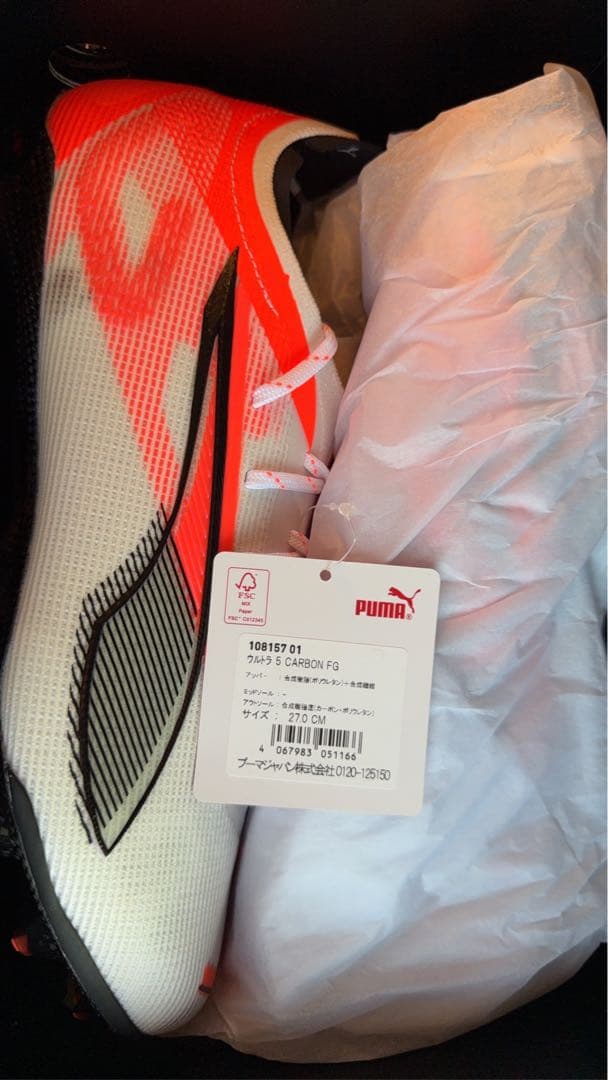 FSC
MIX
Paper
FSC® C012345
PUMA
108157 01
ウルトラ 5 CARBON FG
アッパー : 合成樹脂(ポリウレタン)+合成繊維
ミッドソール : -
アウトソール : 合成樹脂底(カーボン・ポリウレタン)
サイズ : 27.0 CM
4 067983 051166
プーマジャパン株式会社 0120-125150